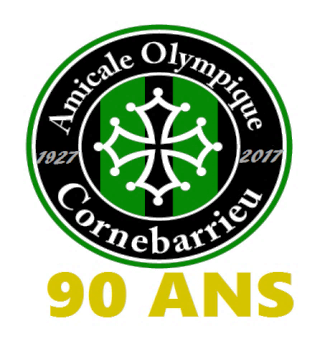 Amicale Olympique
1927
2017
Cornebarrieu
90 ANS